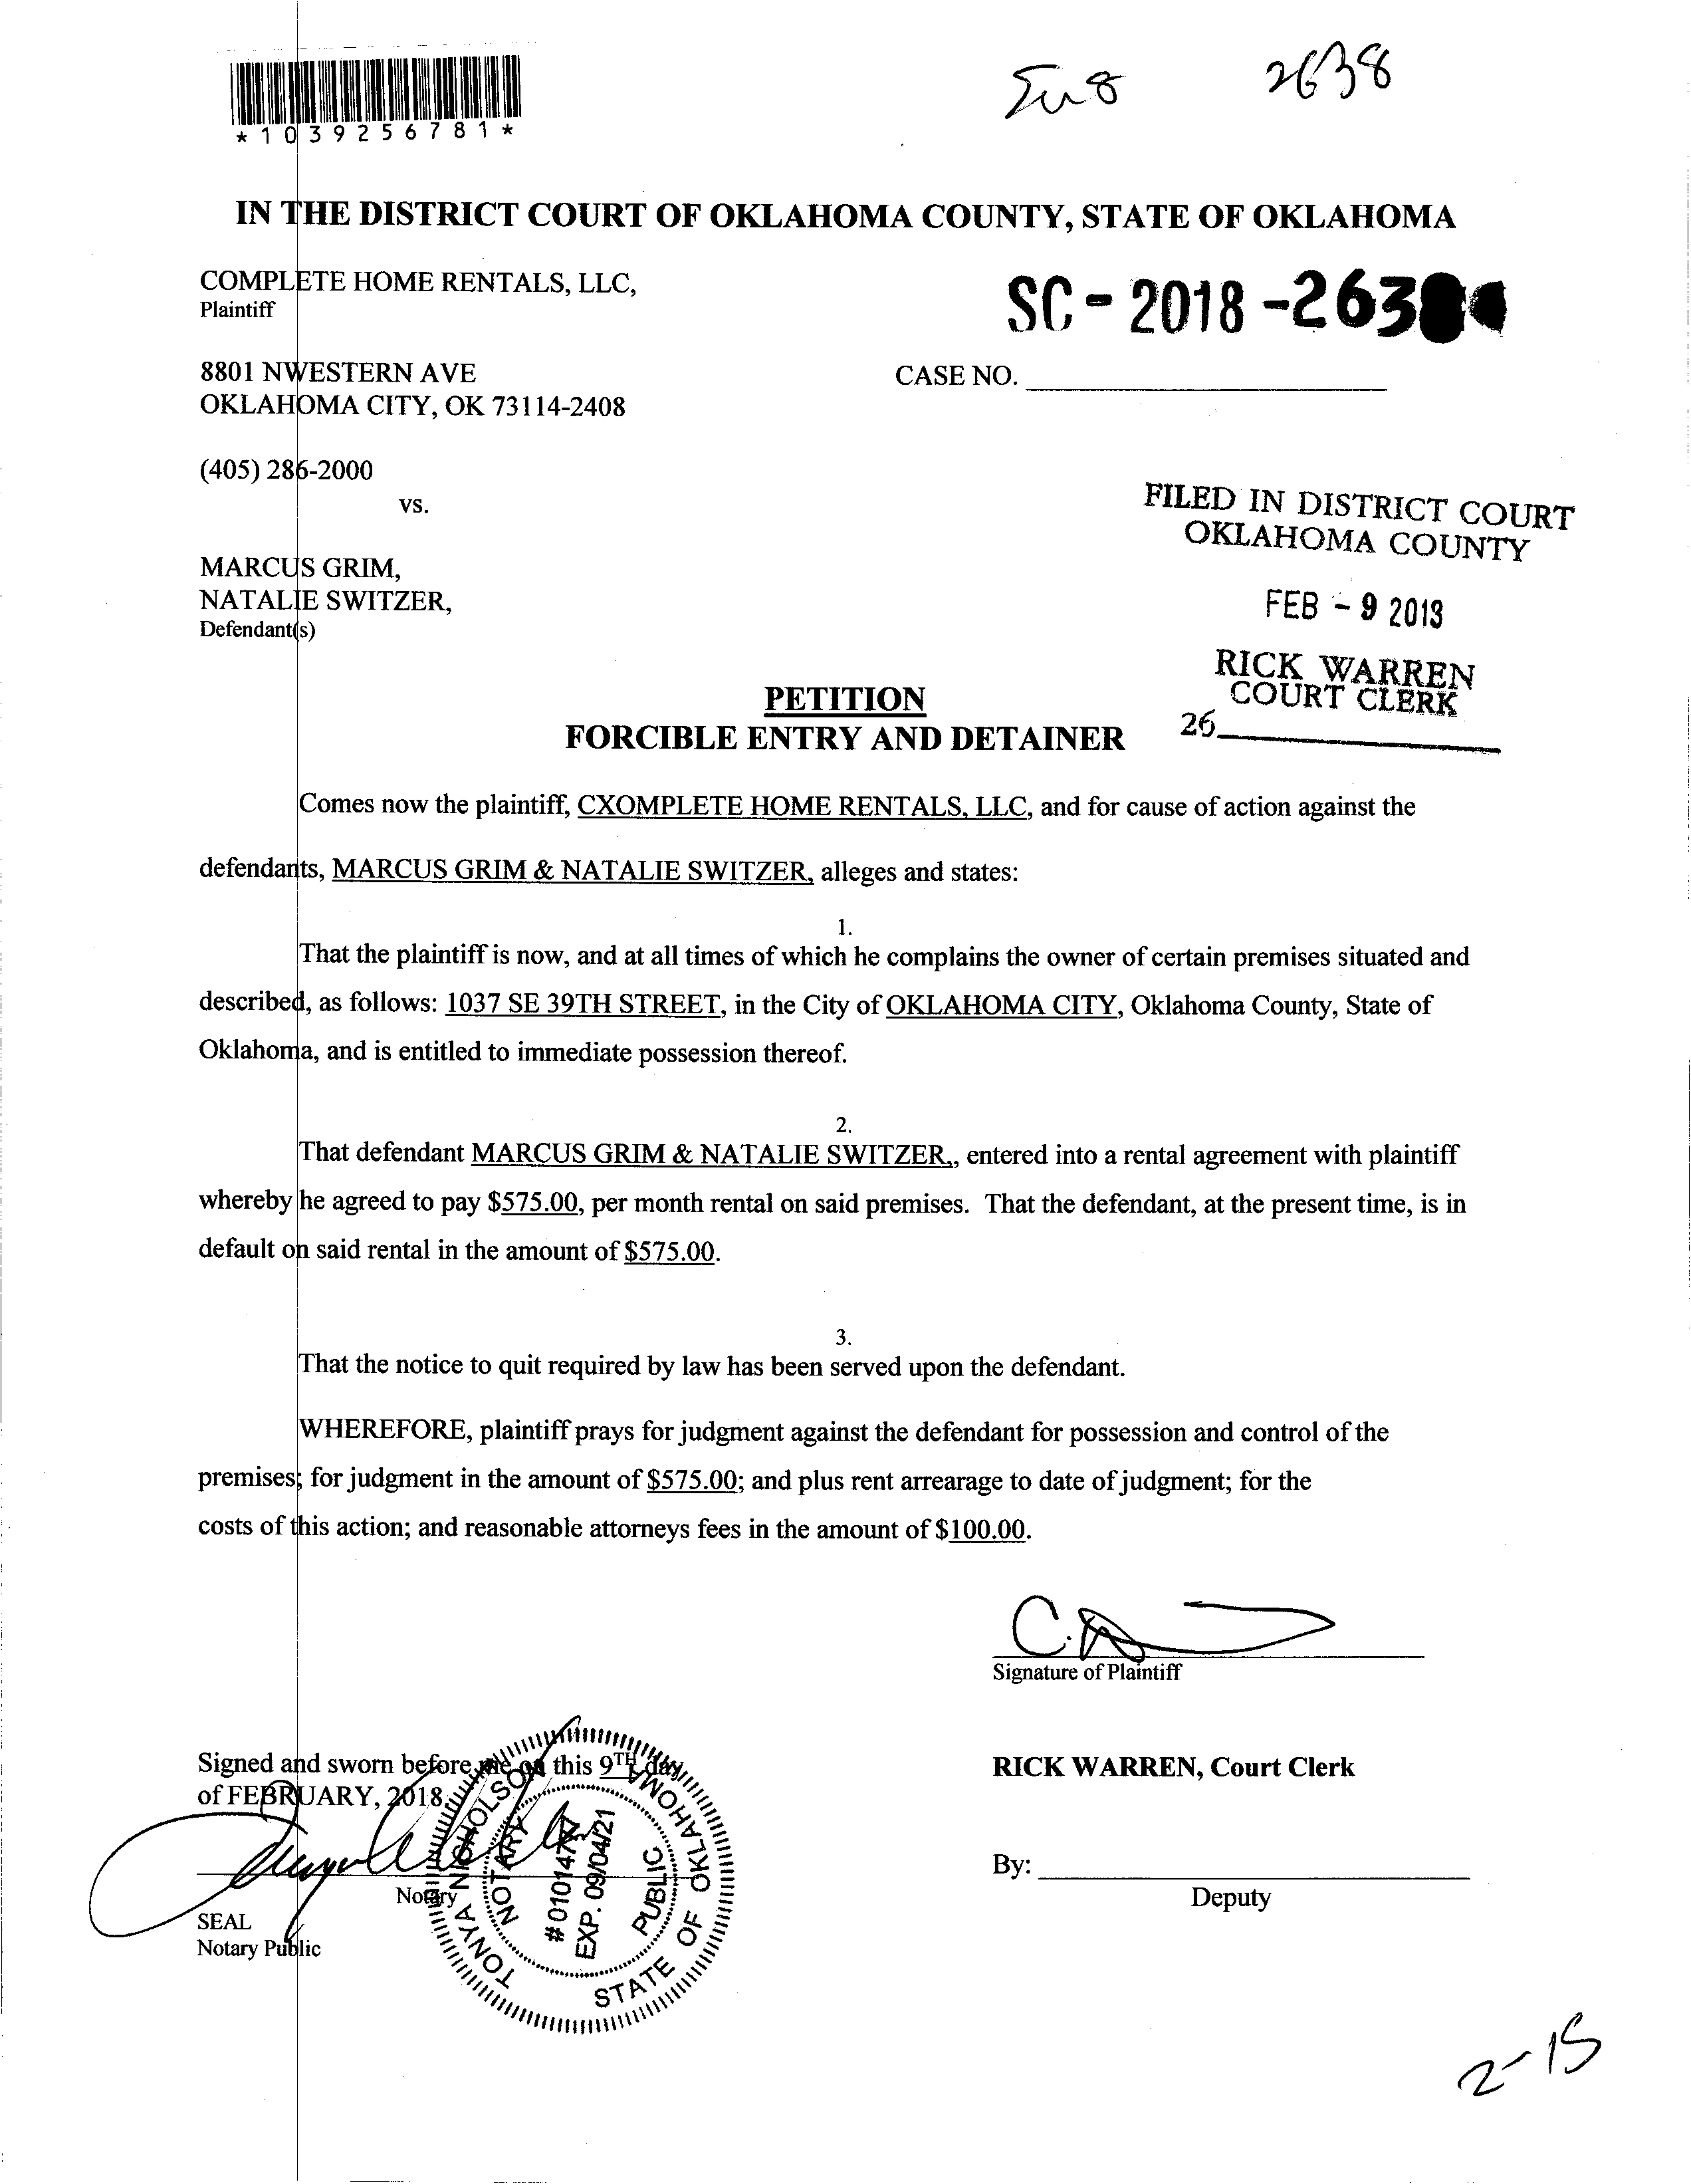 *1039256781*
2638
IN THE DISTRICT COURT OF OKLAHOMA COUNTY, STATE OF OKLAHOMA
COMPLETE HOME RENTALS, LLC,
Plaintiff
SC - 2018 - 2638
8801 NWESTERN AVE
CASE NO.
OKLAHOMA CITY, OK 73114-2408
(405) 286-2000
vs.
FILED IN DISTRICT COURT
OKLAHOMA COUNTY
MARCUS GRIM,
NATALIE SWITZER,
Defendant(s)
FEB - 9 2018
RICK WARREN
COURT CLERK
26
PETITION
FORCIBLE ENTRY AND DETAINER
Comes now the plaintiff, CXOMPLETE HOME RENTALS, LLC, and for cause of action against the
defendants, MARCUS GRIM & NATALIE SWITZER, alleges and states:
1.
That the plaintiff is now, and at all times of which he complains the owner of certain premises situated and
described, as follows: 1037 SE 39TH STREET, in the City of OKLAHOMA CITY, Oklahoma County, State of
Oklahoma, and is entitled to immediate possession thereof.
2.
That defendant MARCUS GRIM & NATALIE SWITZER,, entered into a rental agreement with plaintiff
whereby he agreed to pay $575.00, per month rental on said premises. That the defendant, at the present time, is in
default on said rental in the amount of $575.00.
3.
That the notice to quit required by law has been served upon the defendant.
WHEREFORE, plaintiff prays for judgment against the defendant for possession and control of the
premises; for judgment in the amount of $575.00; and plus rent arrearage to date of judgment; for the
costs of this action; and reasonable attorneys fees in the amount of $100.00.
Signature of Plaintiff
Signed and sworn before me on this 9TH day
of FEBRUARY, 2018.
RICK WARREN, Court Clerk
Notary
SEAL
Notary Public
TONYA NICHOLSON
NOTARY PUBLIC
EXP. 09/04/21
STATE OF OKLAHOMA
By:
Deputy
2-15